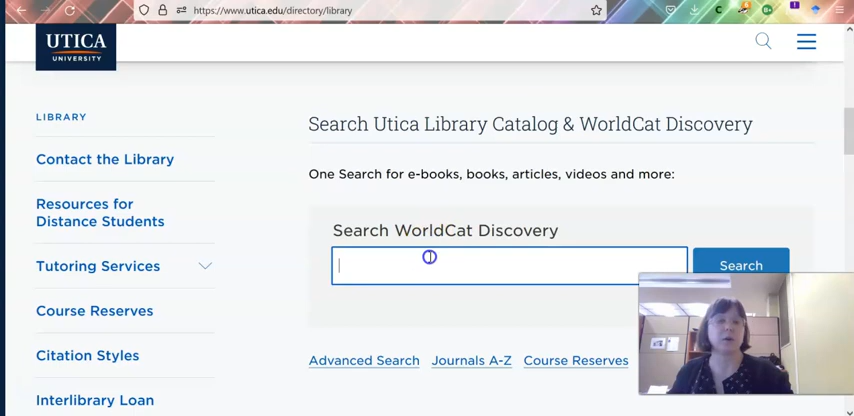 https://www.utica.edu/directory/library
UTICA
UNIVERSITY
LIBRARY
Contact the Library
Resources for
Distance Students
Tutoring Services
Course Reserves
Citation Styles
Interlibrary Loan
Search Utica Library Catalog & WorldCat Discovery
One Search for e-books, books, articles, videos and more:
Search WorldCat Discovery
Search
Advanced Search Journals A-Z Course Reserves